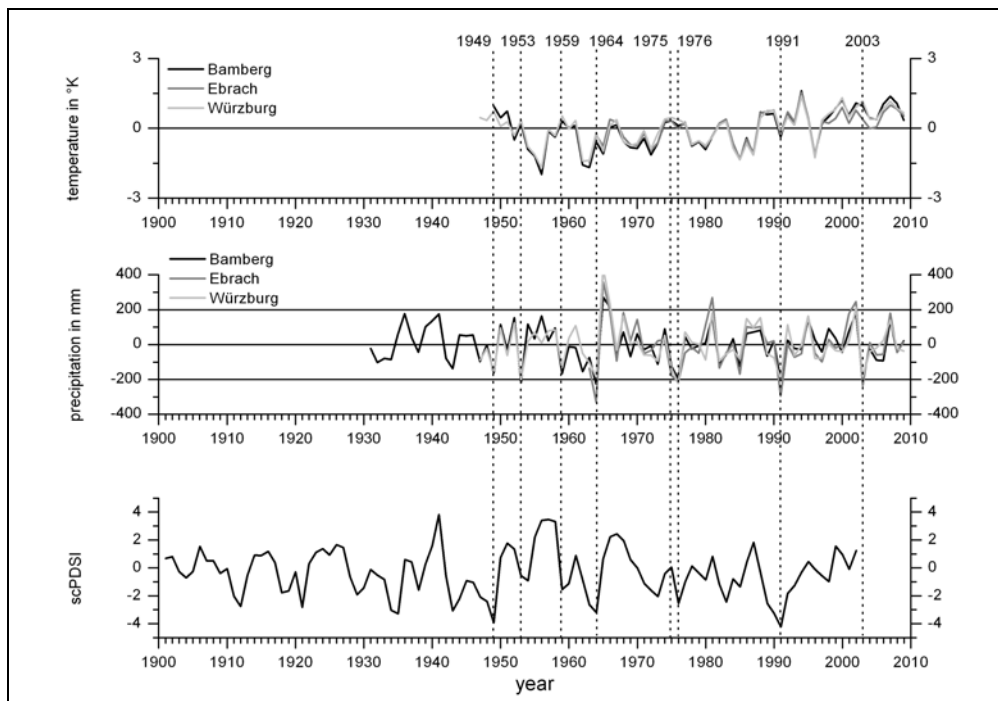 1949 1953 1959 1964 1975 1976 1991 2003
3 3
Bamberg
Ebrach
Würzburg
temperature in °K
0 0
-3 -3
1900 1910 1920 1930 1940 1950 1960 1970 1980 1990 2000 2010
Bamberg
Ebrach
Würzburg
precipitation in mm
400 400
200 200
0 0
-200 -200
-400 -400
1900 1910 1920 1930 1940 1950 1960 1970 1980 1990 2000 2010
scPDSI
4 4
2 2
0 0
-2 -2
-4 -4
1900 1910 1920 1930 1940 1950 1960 1970 1980 1990 2000 2010
year